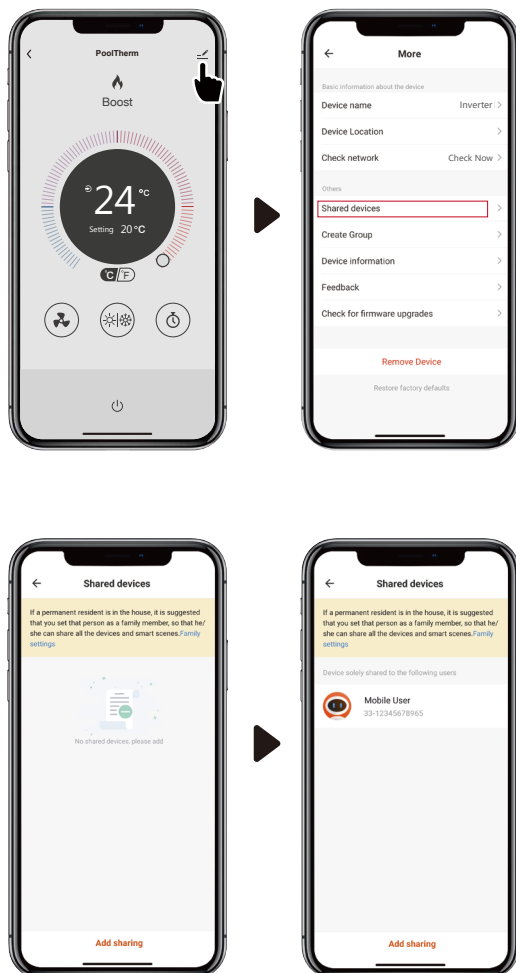 PoolTherm
Boost
24 °C
Setting 20 °C
°C/°F
More
Basic information about the device
Device name Inverter
Device Location
Check network Check Now
Others
Shared devices
Create Group
Device information
Feedback
Check for firmware upgrades
Remove Device
Restore factory defaults
Shared devices
If a permanent resident is in the house, it is suggested
that you set that person as a family member, so that he/
she can share all the devices and smart scenes.Family
settings
No shared devices, please add
Add sharing
Shared devices
If a permanent resident is in the house, it is suggested
that you set that person as a family member, so that he/
she can share all the devices and smart scenes.Family
settings
Device solely shared to the following users
Mobile User
33-12345678965
Add sharing